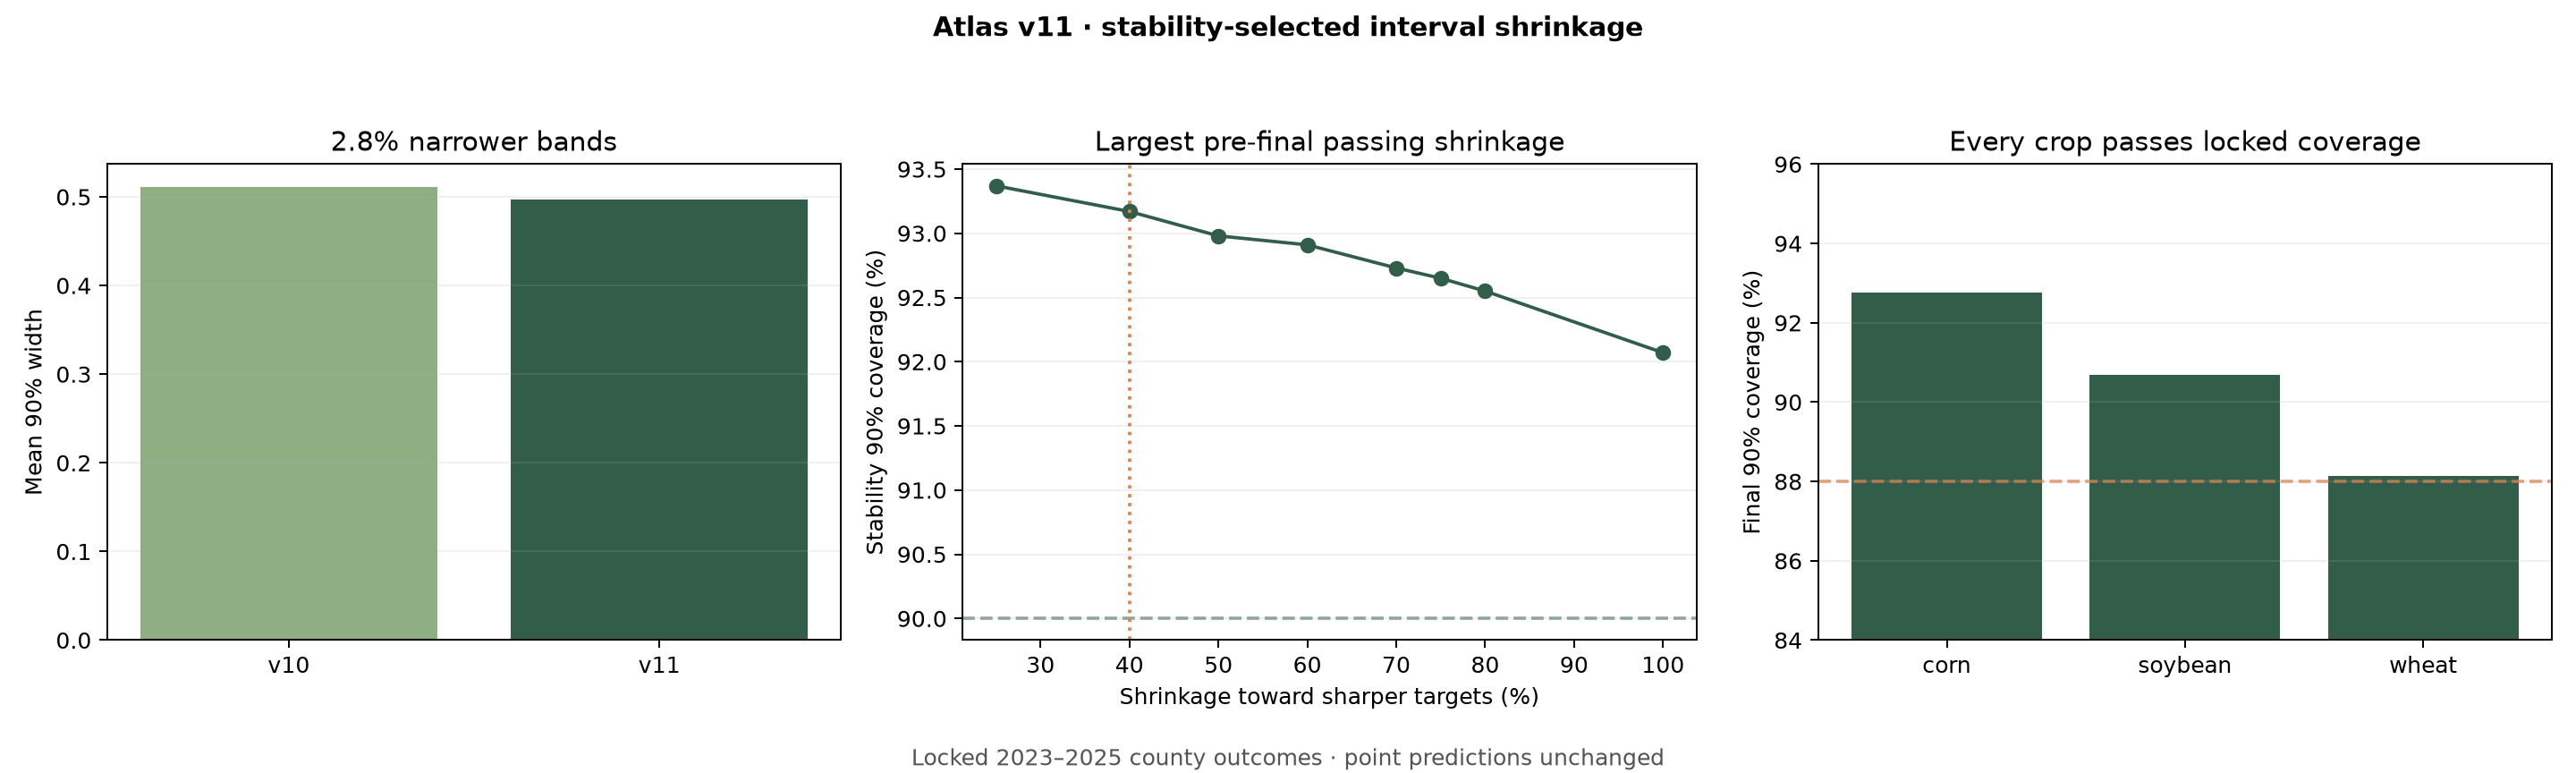 Atlas v11 · stability-selected interval shrinkage
2.8% narrower bands
Mean 90% width
0.5
0.4
0.3
0.2
0.1
0.0
v10
v11
Largest pre-final passing shrinkage
Stability 90% coverage (%)
93.5
93.0
92.5
92.0
91.5
91.0
90.5
90.0
30
40
50
60
70
80
90
100
Shrinkage toward sharper targets (%)
Every crop passes locked coverage
Final 90% coverage (%)
96
94
92
90
88
86
84
corn
soybean
wheat
Locked 2023–2025 county outcomes · point predictions unchanged